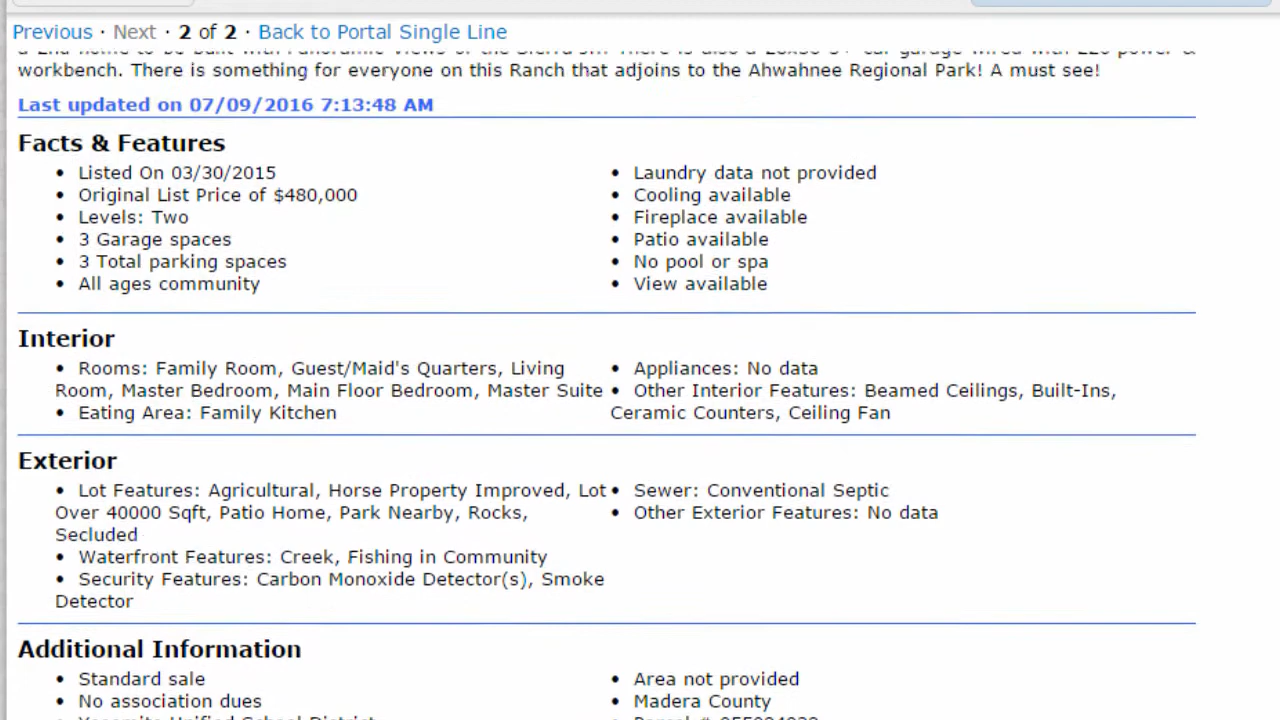 Previous · Next · 2 of 2 · Back to Portal Single Line
workbench. There is something for everyone on this Ranch that adjoins to the Ahwahnee Regional Park! A must see!
Last updated on 07/09/2016 7:13:48 AM
Facts & Features
• Listed On 03/30/2015
• Original List Price of $480,000
• Levels: Two
• 3 Garage spaces
• 3 Total parking spaces
• All ages community
• Laundry data not provided
• Cooling available
• Fireplace available
• Patio available
• No pool or spa
• View available
Interior
• Rooms: Family Room, Guest/Maid's Quarters, Living
Room, Master Bedroom, Main Floor Bedroom, Master Suite
• Eating Area: Family Kitchen
• Appliances: No data
• Other Interior Features: Beamed Ceilings, Built-Ins,
Ceramic Counters, Ceiling Fan
Exterior
• Lot Features: Agricultural, Horse Property Improved, Lot
Over 40000 Sqft, Patio Home, Park Nearby, Rocks,
Secluded
• Waterfront Features: Creek, Fishing in Community
• Security Features: Carbon Monoxide Detector(s), Smoke
Detector
• Sewer: Conventional Septic
• Other Exterior Features: No data
Additional Information
• Standard sale
• No association dues
• Yosemite Unified School District
• Area not provided
• Madera County